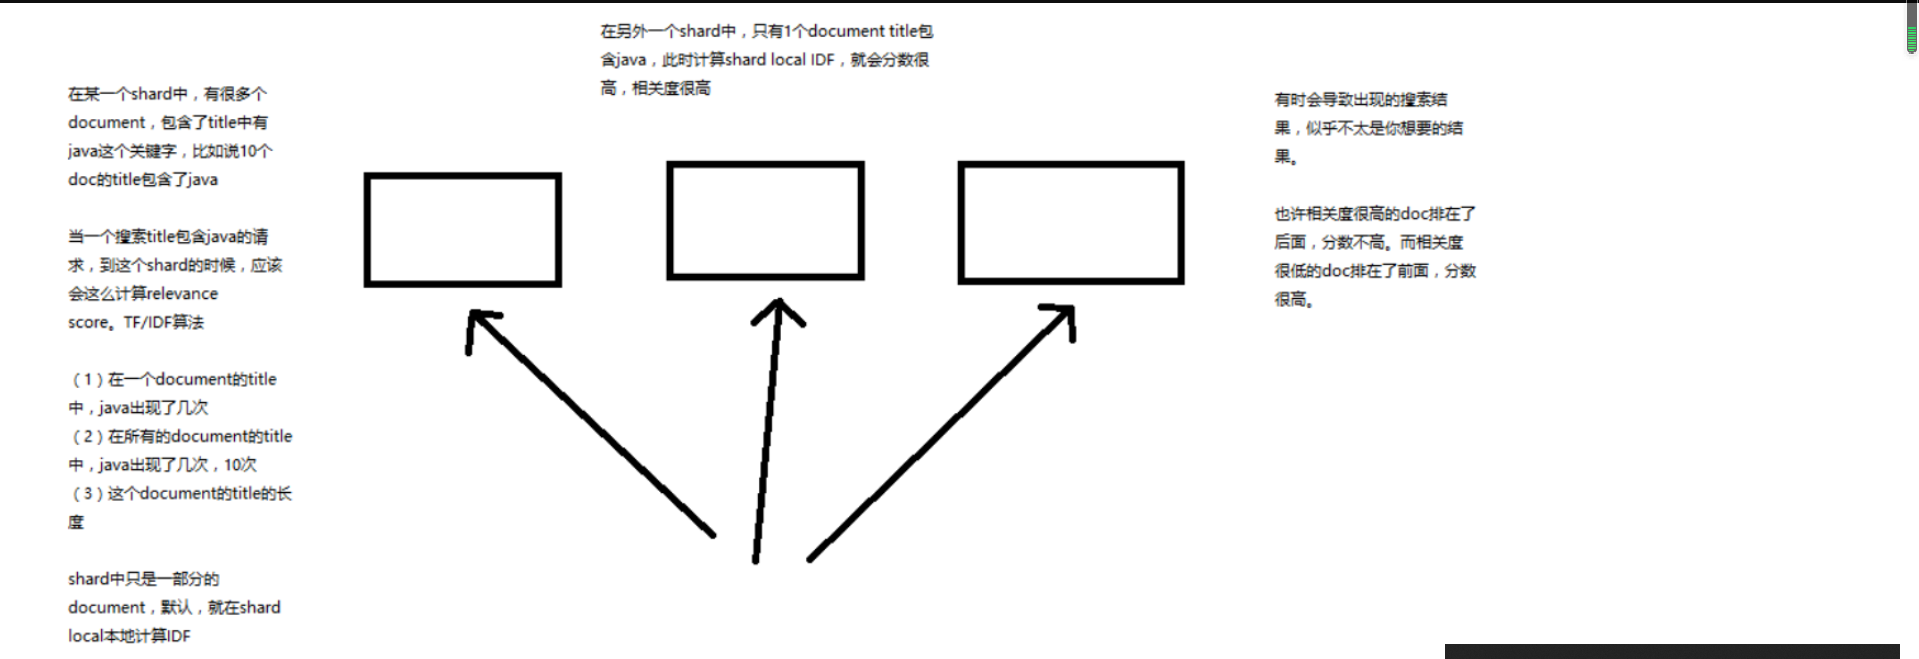 在某一个shard中，有很多个
document，包含了title中有
java这个关键字，比如说10个
doc的title包含了java
当一个搜索title包含java的请
求，到这个shard的时候，应该
会这么计算relevance
score。TF/IDF算法
（1）在一个document的title
中，java出现了几次
（2）在所有的document的title
中，java出现了几次，10次
（3）这个document的title的长
度
shard中只是一部分的
document，默认，就在shard
local本地计算IDF
在另外一个shard中，只有1个document title包
含java，此时计算shard local IDF，就会分数很
高，相关度很高
有时会导致出现的搜索结
果，似乎不太是你想要的结
果。
也许相关度很高的doc排在了
后面，分数不高。而相关度
很低的doc排在了前面，分数
很高。